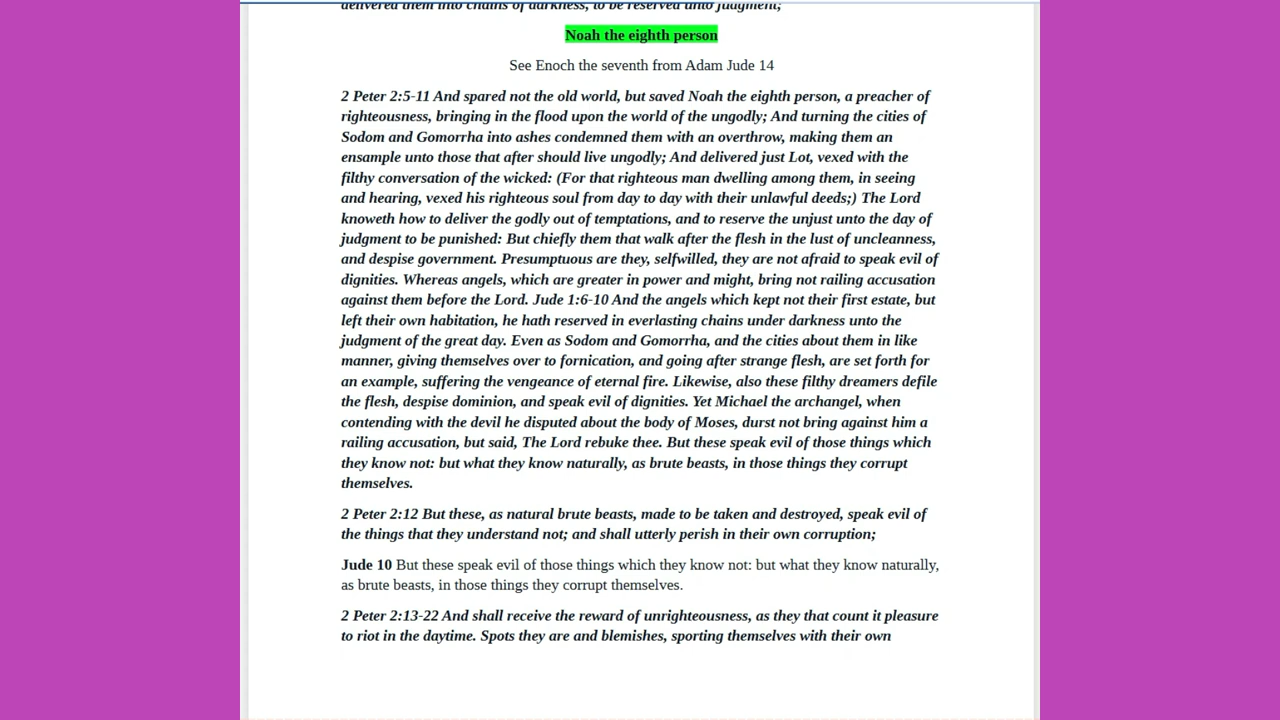 delivered them into chains of darkness, to be reserved unto judgment;
Noah the eighth person
See Enoch the seventh from Adam Jude 14
2 Peter 2:5-11 And spared not the old world, but saved Noah the eighth person, a preacher of
righteousness, bringing in the flood upon the world of the ungodly; And turning the cities of
Sodom and Gomorrha into ashes condemned them with an overthrow, making them an
ensample unto those that after should live ungodly; And delivered just Lot, vexed with the
filthy conversation of the wicked: (For that righteous man dwelling among them, in seeing
and hearing, vexed his righteous soul from day to day with their unlawful deeds;) The Lord
knoweth how to deliver the godly out of temptations, and to reserve the unjust unto the day of
judgment to be punished: But chiefly them that walk after the flesh in the lust of uncleanness,
and despise government. Presumptuous are they, selfwilled, they are not afraid to speak evil of
dignities. Whereas angels, which are greater in power and might, bring not railing accusation
against them before the Lord. Jude 1:6-10 And the angels which kept not their first estate, but
left their own habitation, he hath reserved in everlasting chains under darkness unto the
judgment of the great day. Even as Sodom and Gomorrha, and the cities about them in like
manner, giving themselves over to fornication, and going after strange flesh, are set forth for
an example, suffering the vengeance of eternal fire. Likewise, also these filthy dreamers defile
the flesh, despise dominion, and speak evil of dignities. Yet Michael the archangel, when
contending with the devil he disputed about the body of Moses, durst not bring against him a
railing accusation, but said, The Lord rebuke thee. But these speak evil of those things which
they know not: but what they know naturally, as brute beasts, in those things they corrupt
themselves.
2 Peter 2:12 But these, as natural brute beasts, made to be taken and destroyed, speak evil of
the things that they understand not; and shall utterly perish in their own corruption;
Jude 10 But these speak evil of those things which they know not: but what they know naturally,
as brute beasts, in those things they corrupt themselves.
2 Peter 2:13-22 And shall receive the reward of unrighteousness, as they that count it pleasure
to riot in the daytime. Spots they are and blemishes, sporting themselves with their own